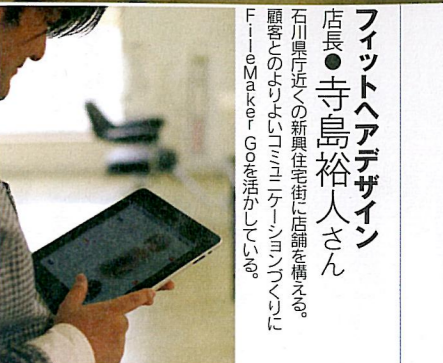 フィットヘアデザイン
店長●寺島裕人さん
石川県庁近くの新興住宅街に店舗を構える。
顧客とのよりよいコミュニケーションづくりに
FileMaker Goを活かしている。